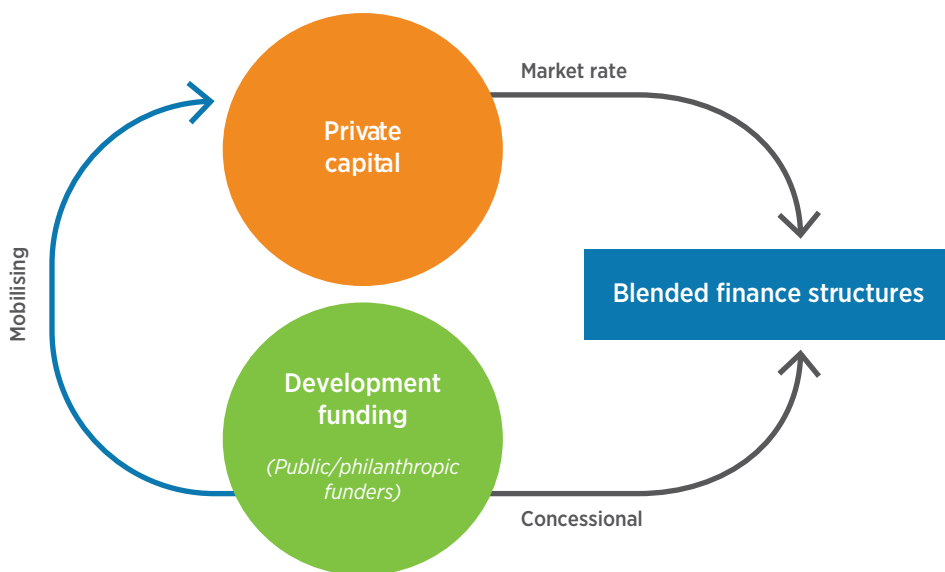 Market rate
Private
capital
Mobilising
Blended finance structures
Development
funding
(Public/philanthropic
funders)
Concessional